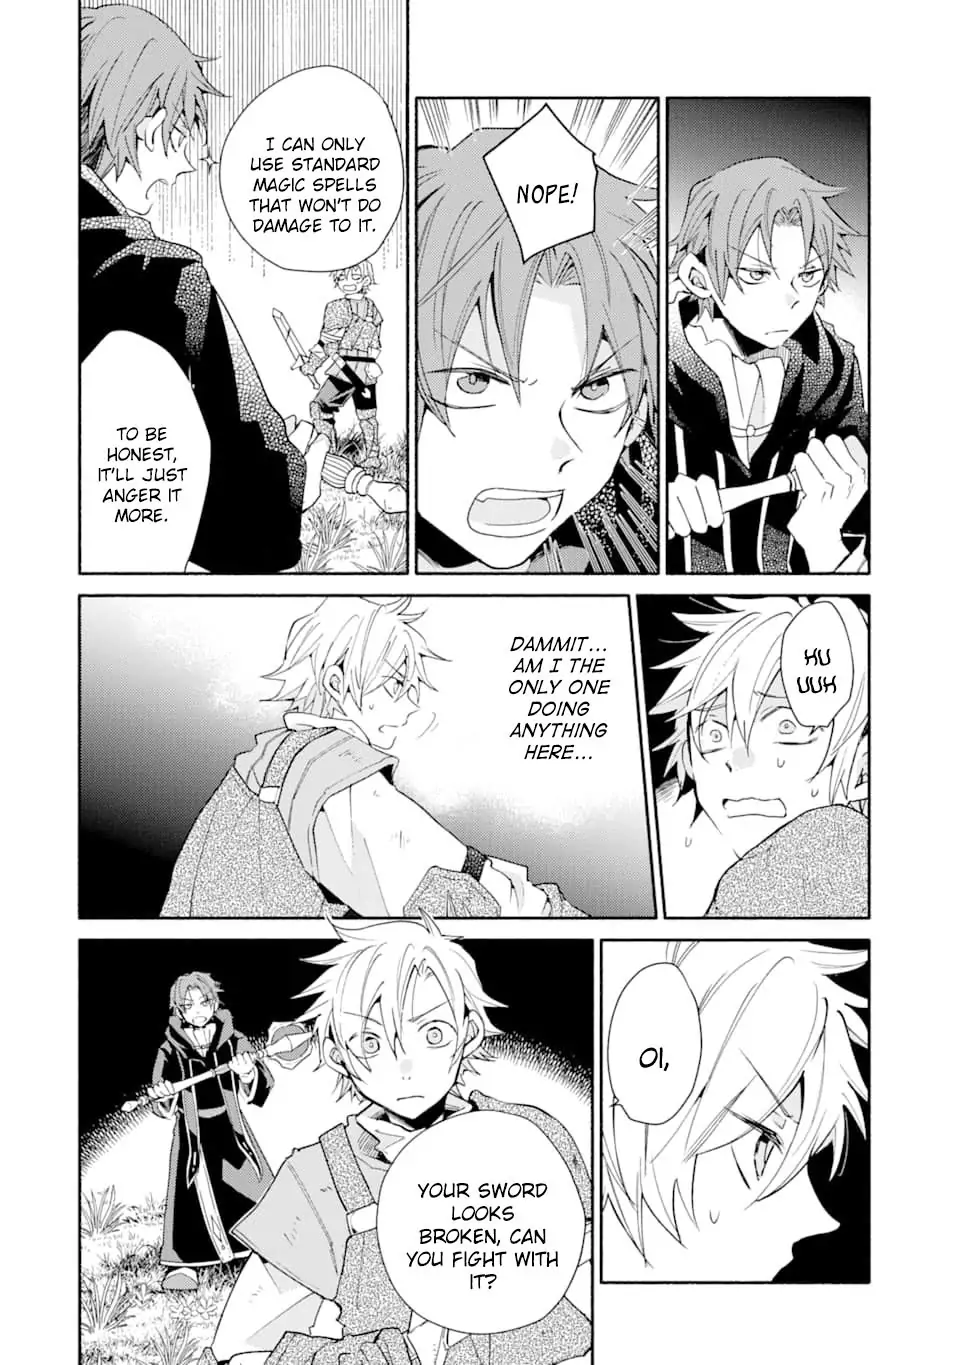 NOPE!
I CAN ONLY
USE STANDARD
MAGIC SPELLS
THAT WON'T DO
DAMAGE TO IT.
TO BE
HONEST,
IT'LL JUST
ANGER IT
MORE.
KU
UUK
DAMMIT...
AM I THE
ONLY ONE
DOING
ANYTHING
HERE...
OI,
YOUR SWORD
LOOKS
BROKEN, CAN
YOU FIGHT WITH
IT?